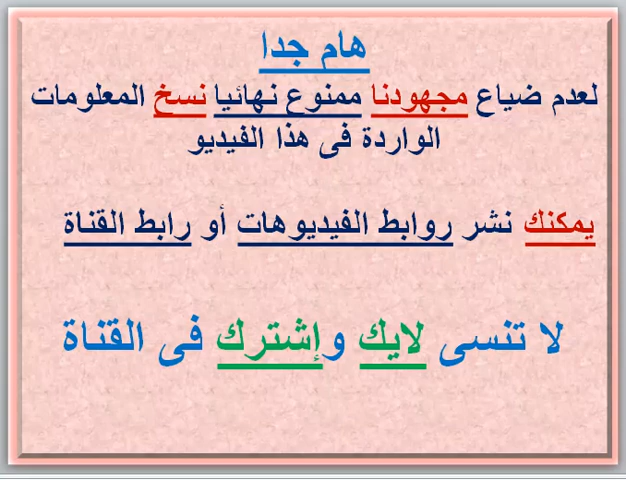 هام جدا
لعدم ضياع مجهودنا ممنوع نهائيا نسخ المعلومات
الواردة فى هذا الفيديو
يمكنك نشر روابط الفيديوهات أو رابط القناة
لا تنسى لايك وإشترك فى القناة